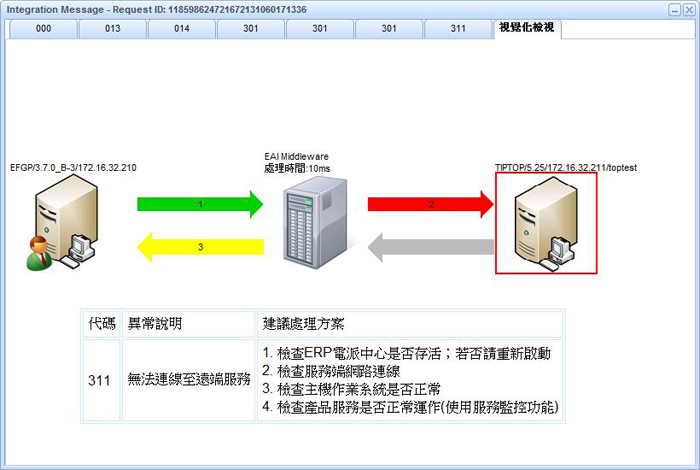 Integration Message - Request ID: 118598624721672131060171336
000 013 014 301 301 301 311 視覺化檢視
EFGP/3.7.0_B-3/172.16.32.210
EAI Middleware
處理時間:10ms
TIPTOP/5.25/172.16.32.211/toptest
1
2
3
代碼 異常說明 建議處理方案
311 無法連線至遠端服務
1. 檢查ERP電派中心是否存活；若否請重新啟動
2. 檢查服務端網路連線
3. 檢查主機作業系統是否正常
4. 檢查產品服務是否正常運作(使用服務監控功能)